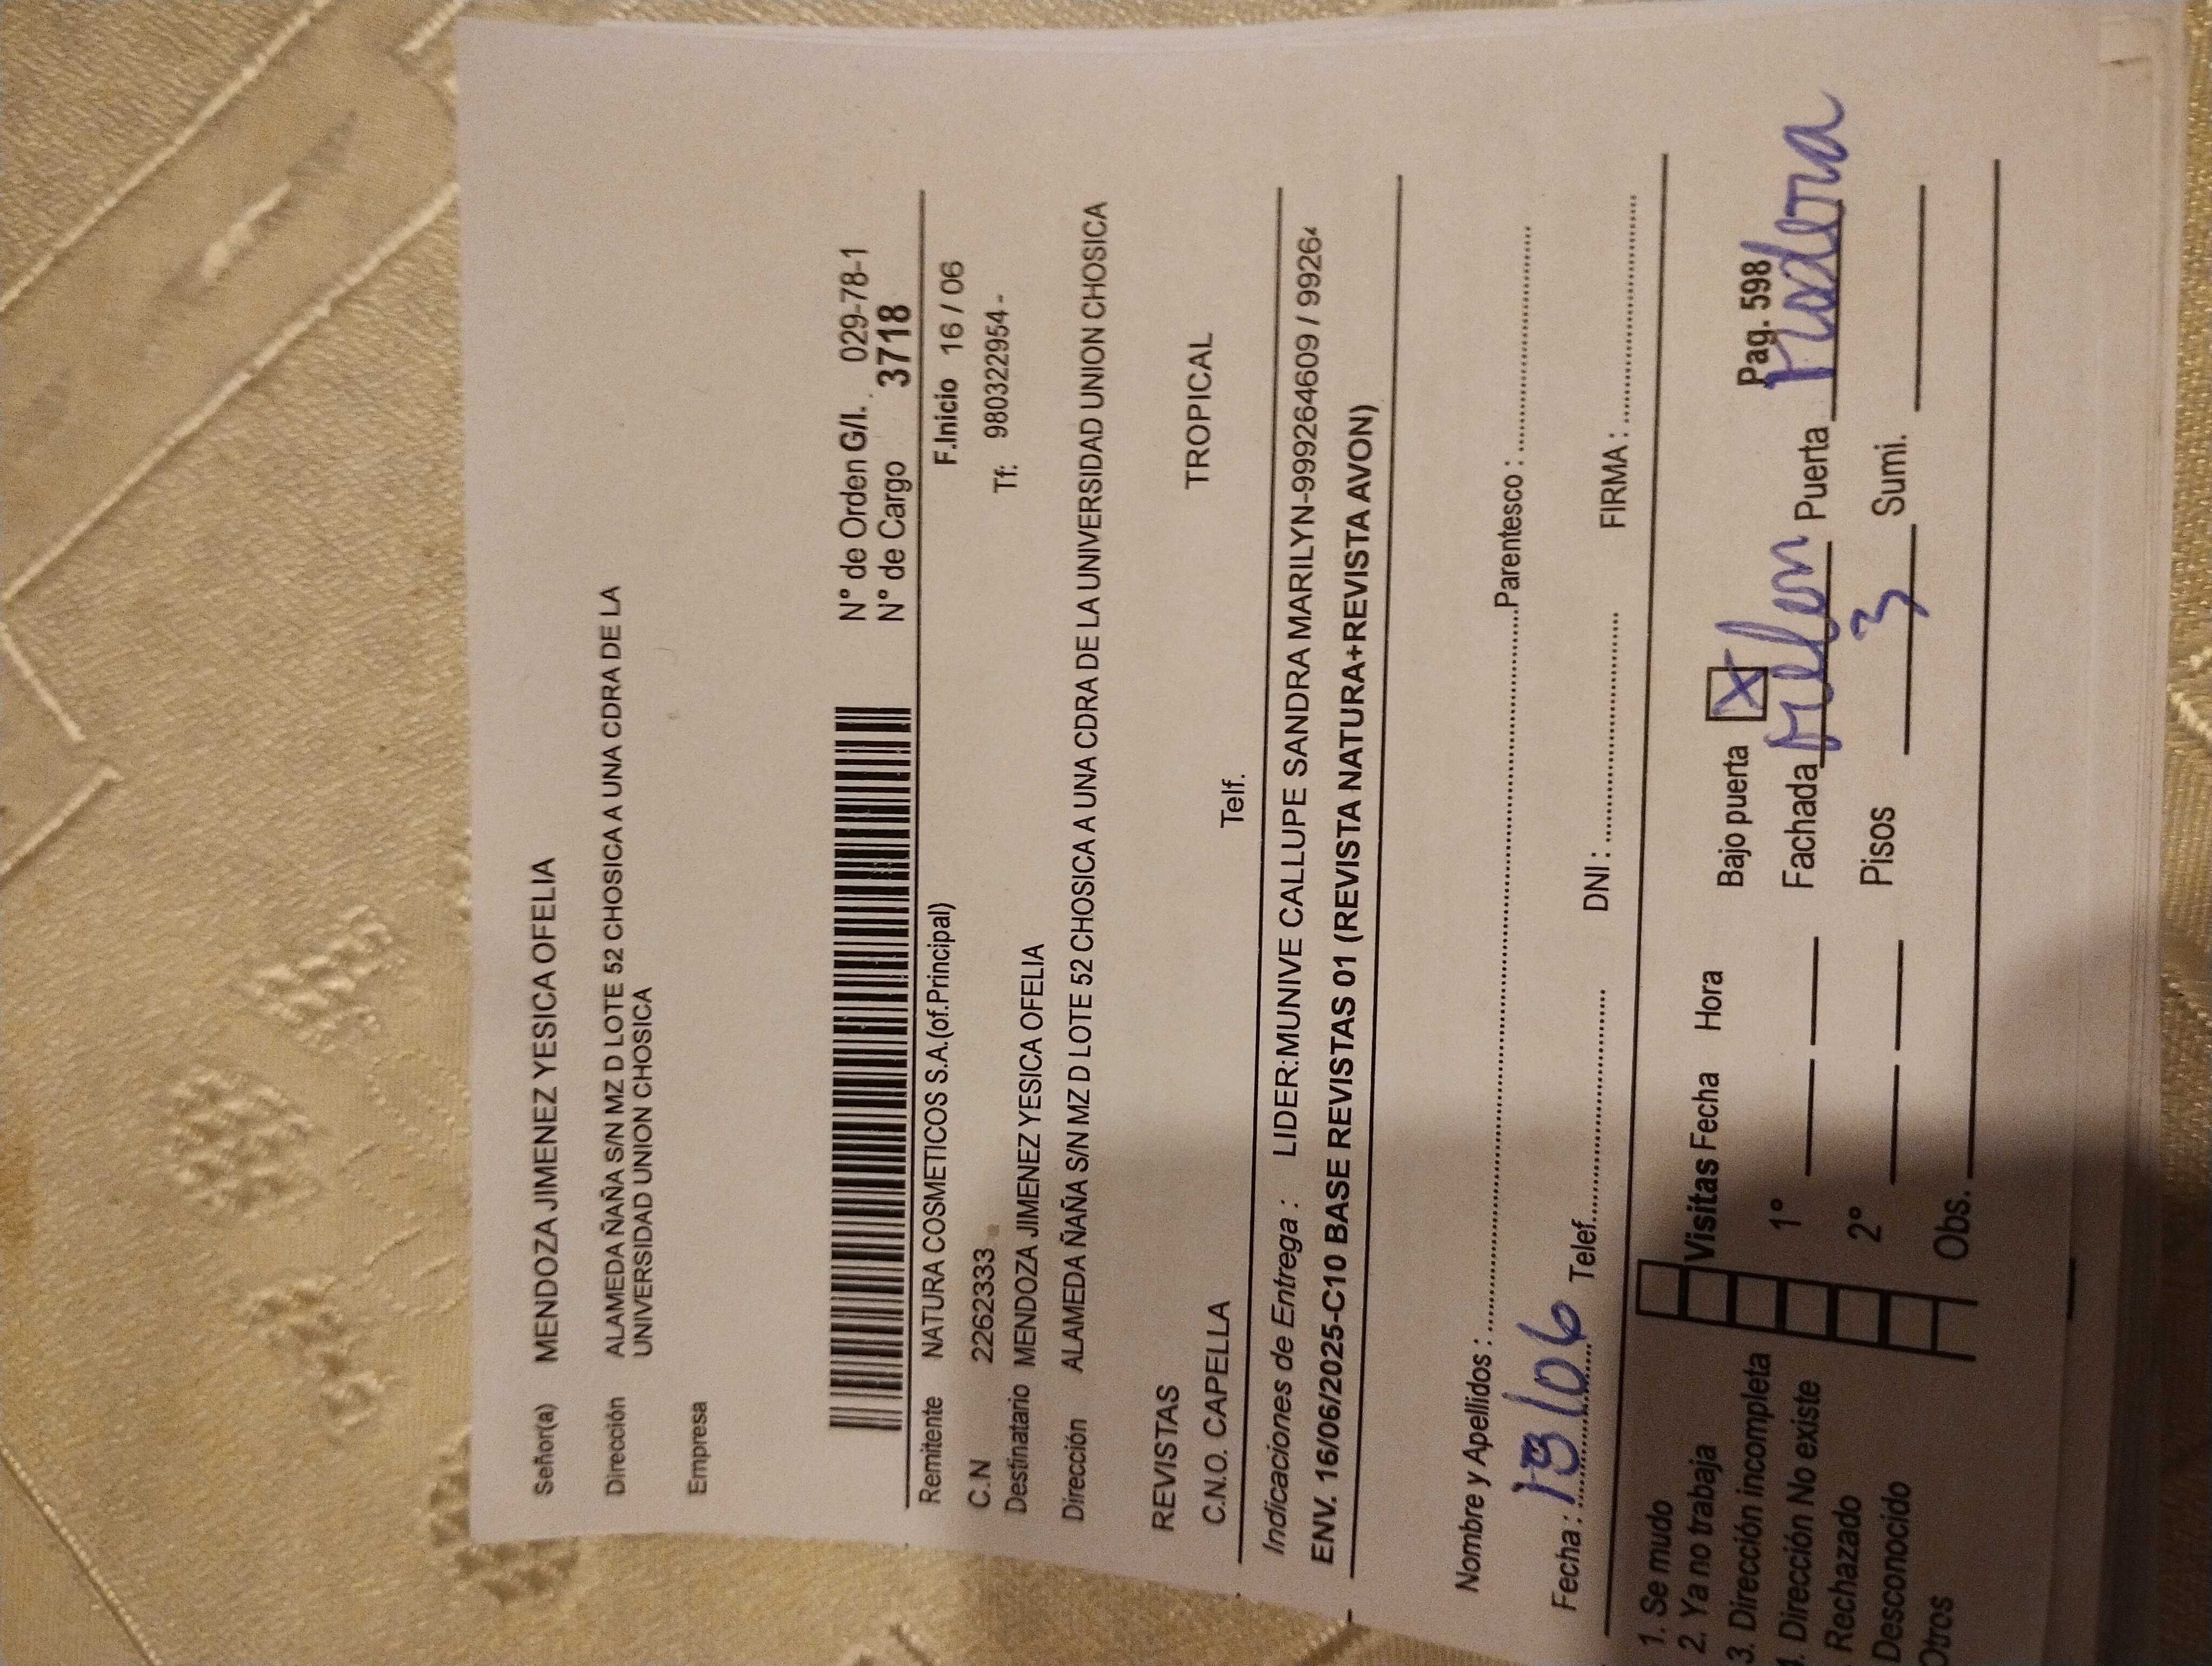 Señor(a) MENDOZA JIMENEZ YESICA OFELIA
Dirección ALAMEDA ÑAÑA S/N MZ D LOTE 52 CHOSICA A UNA CDRA DE LA
UNIVERSIDAD UNION CHOSICA
Empresa
N° de Orden G/I. 029-78-1
N° de Cargo 3718
Remitente NATURA COSMETICOS S.A.(of.Principal) F.Inicio 16 / 06
C.N 2262333 Tf: 980322954 -
Destinatario MENDOZA JIMENEZ YESICA OFELIA
Dirección ALAMEDA ÑAÑA S/N MZ D LOTE 52 CHOSICA A UNA CDRA DE LA UNIVERSIDAD UNION CHOSICA
REVISTAS TROPICAL
C.N.O. CAPELLA Telf.
Indicaciones de Entrega : LIDER:MUNIVE CALLUPE SANDRA MARILYN-999264609 / 99264
ENV. 16/06/2025-C10 BASE REVISTAS 01 (REVISTA NATURA+REVISTA AVON)
Nombre y Apellidos : Parentesco :
Fecha : 18/06 Telef. DNI : FIRMA :
1. Se mudo
2. Ya no trabaja Visitas Fecha Hora Bajo puerta X Pag. 598
3. Dirección incompleta 1° Fachada Puerta madera
4. Dirección No existe 2° Pisos 3 Sumi.
Rechazado
Desconocido Obs.
Otros